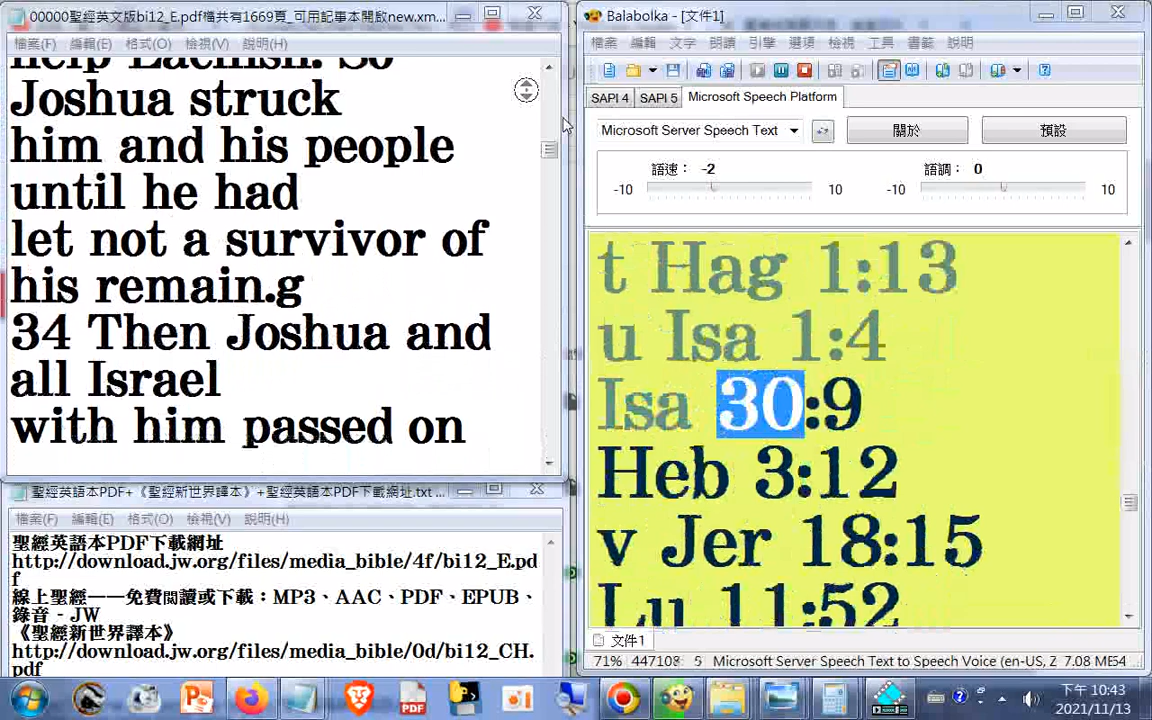 00000聖經英文版bi12_E.pdf檔共有1669頁_可用記事本開啟new.xm...
檔案(F) 編輯(E) 格式(O) 檢視(V) 說明(H)
help Lachish. So
Joshua struck
him and his people
until he had
let not a survivor of
his remain.g
34 Then Joshua and
all Israel
with him passed on
聖經英語本PDF+《聖經新世界譯本》+聖經英語本PDF下載網址.txt ...
檔案(F) 編輯(E) 格式(O) 檢視(V) 說明(H)
聖經英語本PDF下載網址
http://download.jw.org/files/media_bible/4f/bi12_E.pd
f
線上聖經——免費閱讀或下載：MP3、AAC、PDF、EPUB、
錄音 - JW
《聖經新世界譯本》
http://download.jw.org/files/media_bible/0d/bi12_CH.
pdf
Balabolka - [文件1]
檔案 編輯 文字 朗讀 引擎 選項 檢視 工具 書籤 說明
SAPI 4 SAPI 5 Microsoft Speech Platform
Microsoft Server Speech Text 關於 預設
語速： -2 語調： 0
-10 10 -10 10
t Hag 1:13
u Isa 1:4
Isa 30:9
Heb 3:12
v Jer 18:15
Lu 11:52
文件1
71% 447108 5 Microsoft Server Speech Text to Speech Voice (en-US, Z 7.08 ME54
PDF
下午 10:43
2021/11/13